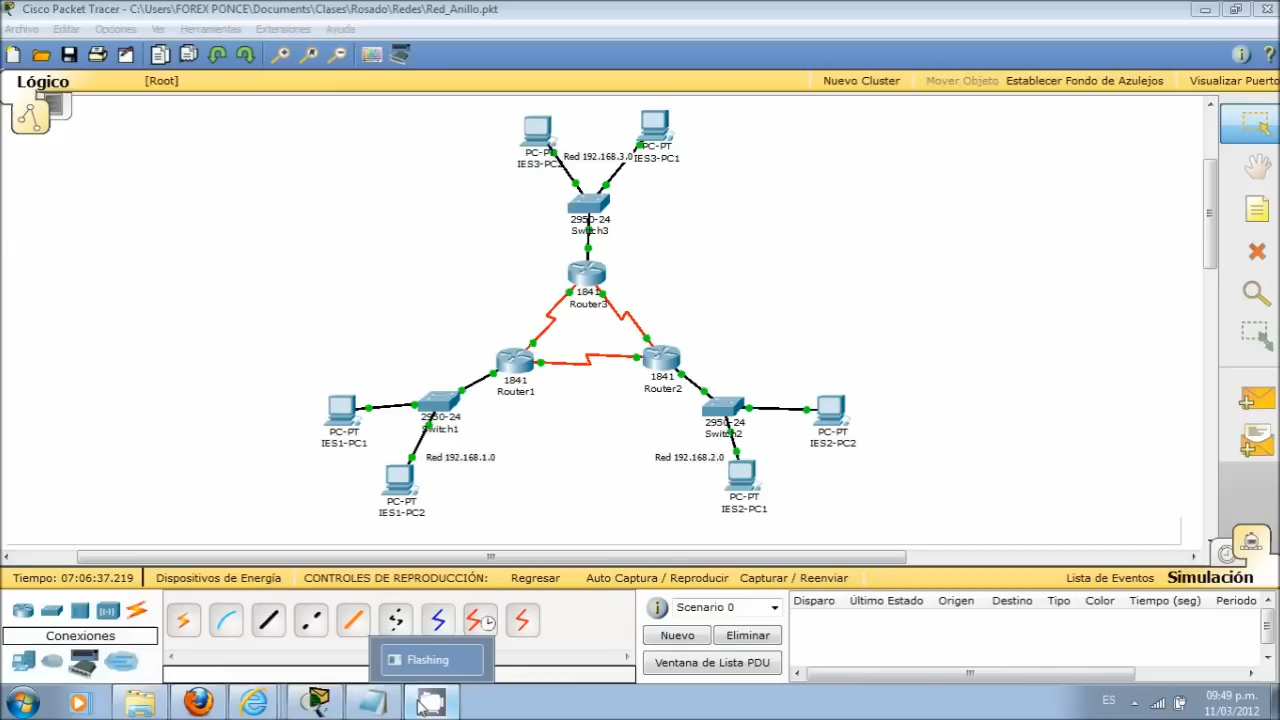 Cisco Packet Tracer - C:\Users\FOREX PONCE\Documents\Clases\Rosado\Redes\Red_Anillo.pkt
Archivo Editar Opciones Ver Herramientas Extensiones Ayuda
Lógico [Root] Nuevo Cluster Mover Objeto Establecer Fondo de Azulejos Visualizar Puerto
Red 192.168.3.0
PC-PT
IES3-PC2
PC-PT
IES3-PC1
2950-24
Switch3
1841
Router3
1841
Router1
1841
Router2
2950-24
Switch1
2950-24
Switch2
PC-PT
IES1-PC1
PC-PT
IES2-PC2
Red 192.168.1.0
Red 192.168.2.0
PC-PT
IES1-PC2
PC-PT
IES2-PC1
Tiempo: 07:06:37.219 Dispositivos de Energía CONTROLES DE REPRODUCCIÓN: Regresar Auto Captura / Reproducir Capturar / Reenviar Lista de Eventos Simulación
Conexiones
Flashing
Scenario 0
Nuevo Eliminar
Ventana de Lista PDU
Disparo Último Estado Origen Destino Tipo Color Tiempo (seg) Periodo
ES
09:49 p.m.
11/03/2012